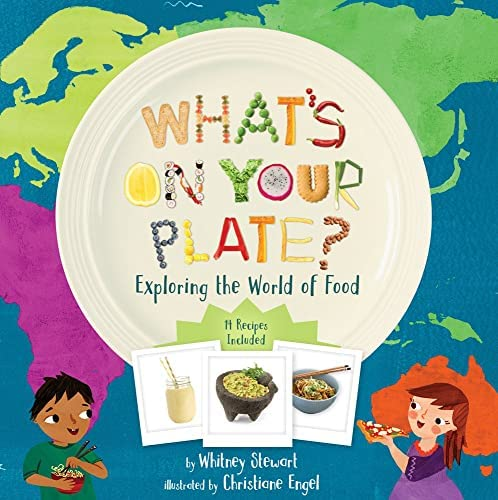 WHAT'S
ON YOUR
PLATE?
Exploring the World of Food
14 Recipes
Included
by Whitney Stewart
illustrated by Christiane Engel